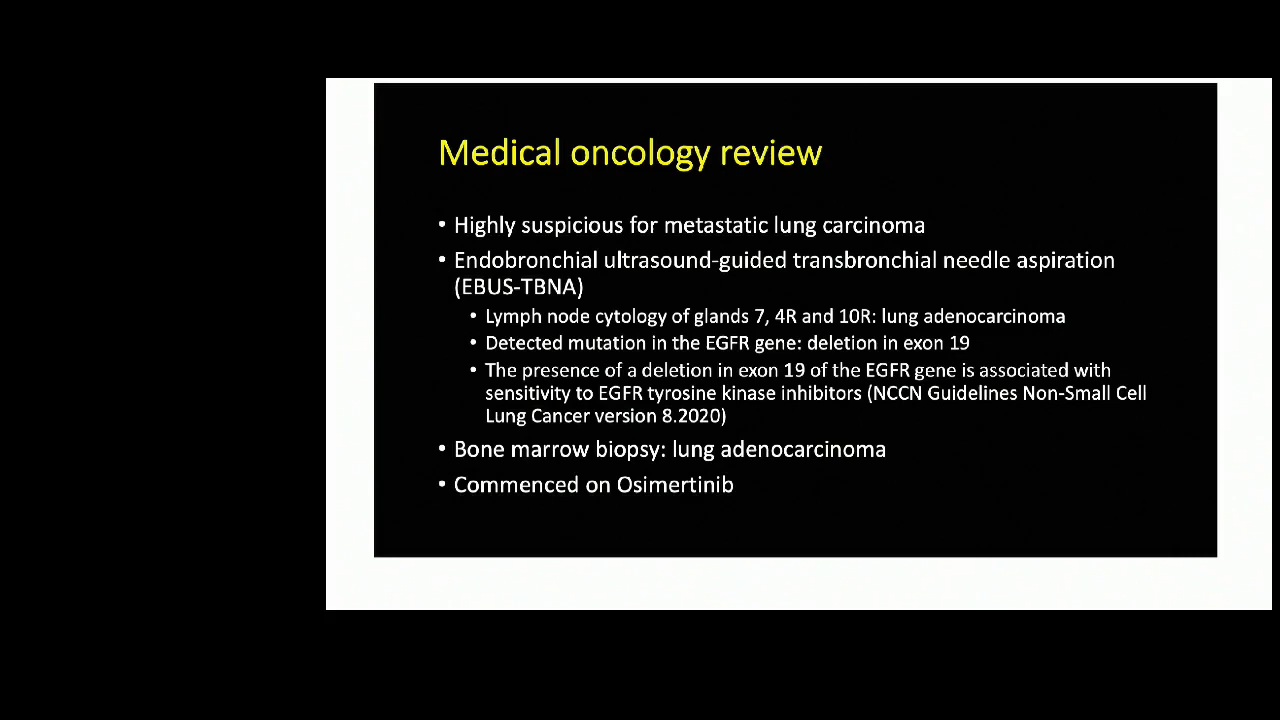 Medical oncology review
• Highly suspicious for metastatic lung carcinoma
• Endobronchial ultrasound-guided transbronchial needle aspiration
(EBUS-TBNA)
• Lymph node cytology of glands 7, 4R and 10R: lung adenocarcinoma
• Detected mutation in the EGFR gene: deletion in exon 19
• The presence of a deletion in exon 19 of the EGFR gene is associated with
sensitivity to EGFR tyrosine kinase inhibitors (NCCN Guidelines Non-Small Cell
Lung Cancer version 8.2020)
• Bone marrow biopsy: lung adenocarcinoma
• Commenced on Osimertinib